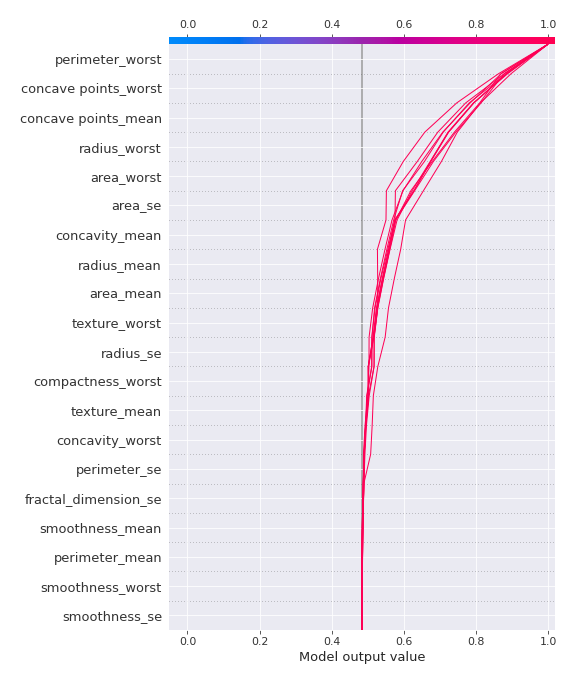 0.0 0.2 0.4 0.6 0.8 1.0
perimeter_worst
concave points_worst
concave points_mean
radius_worst
area_worst
area_se
concavity_mean
radius_mean
area_mean
texture_worst
radius_se
compactness_worst
texture_mean
concavity_worst
perimeter_se
fractal_dimension_se
smoothness_mean
perimeter_mean
smoothness_worst
smoothness_se
0.0 0.2 0.4 0.6 0.8 1.0
Model output value